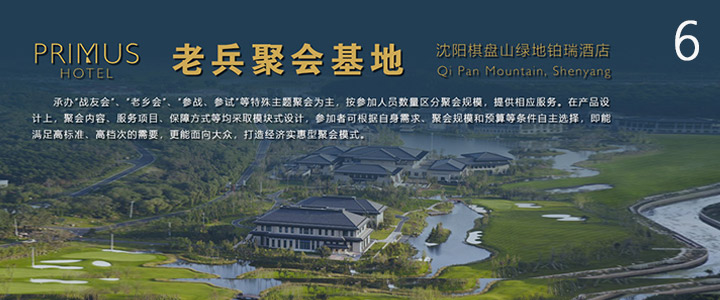 PRIMUS
HOTEL
老兵聚会基地
沈阳棋盘山绿地铂瑞酒店
Qi Pan Mountain, Shenyang
6
承办“战友会”、“老乡会”、“参战、参试”等特殊主题聚会为主，按参加人员数量区分聚会规模，提供相应服务。在产品设
计上，聚会内容、服务项目、保障方式等均采取模块式设计，参加者可根据自身需求、聚会规模和预算等条件自主选择，即能
满足高标准、高档次的需要，更能面向大众，打造经济实惠型聚会模式。